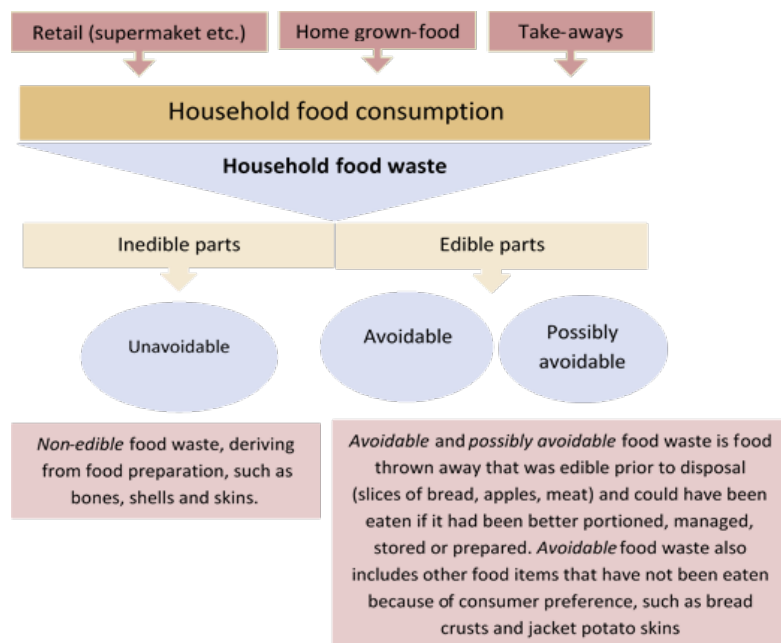 Retail (supermaket etc.)
Home grown-food
Take-aways
Household food consumption
Household food waste
Inedible parts
Edible parts
Unavoidable
Avoidable
Possibly
avoidable
Non-edible food waste, deriving
from food preparation, such as
bones, shells and skins.
Avoidable and possibly avoidable food waste is food
thrown away that was edible prior to disposal
(slices of bread, apples, meat) and could have been
eaten if it had been better portioned, managed,
stored or prepared. Avoidable food waste also
includes other food items that have not been eaten
because of consumer preference, such as bread
crusts and jacket potato skins